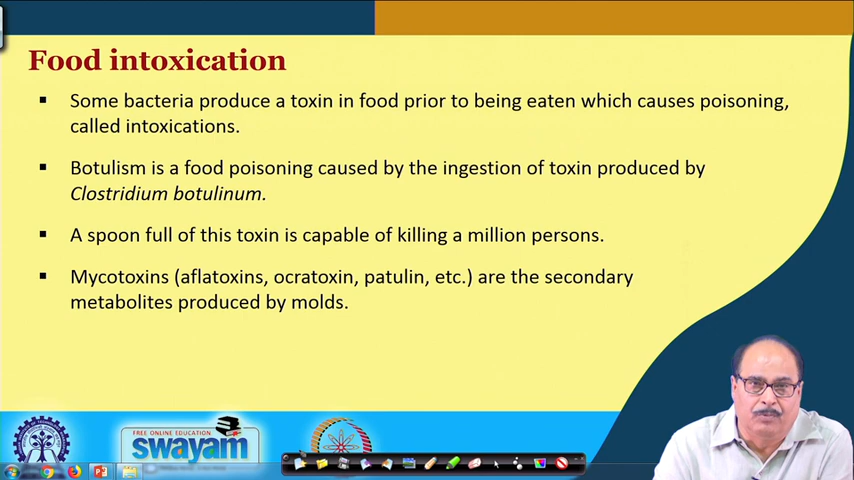 Food intoxication
Some bacteria produce a toxin in food prior to being eaten which causes poisoning,
called intoxications.
Botulism is a food poisoning caused by the ingestion of toxin produced by
Clostridium botulinum.
A spoon full of this toxin is capable of killing a million persons.
Mycotoxins (aflatoxins, ocratoxin, patulin, etc.) are the secondary
metabolites produced by molds.
FREE ONLINE EDUCATION
swayam